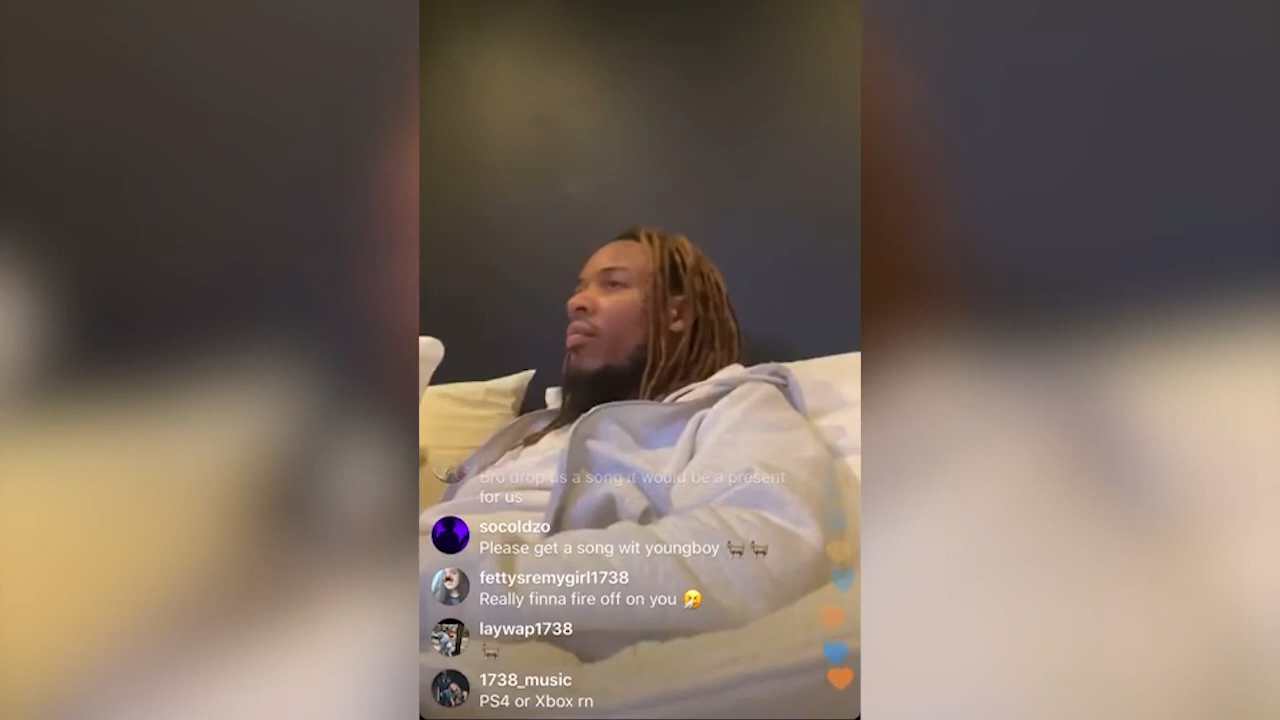 Bro drop us a song it would be a present
for us
socoldzo
Please get a song wit youngboy 🐐 🐐
fettysremygirl1738
Really finna fire off on you 🤧
laywap1738
🐐
1738_music
PS4 or Xbox rn